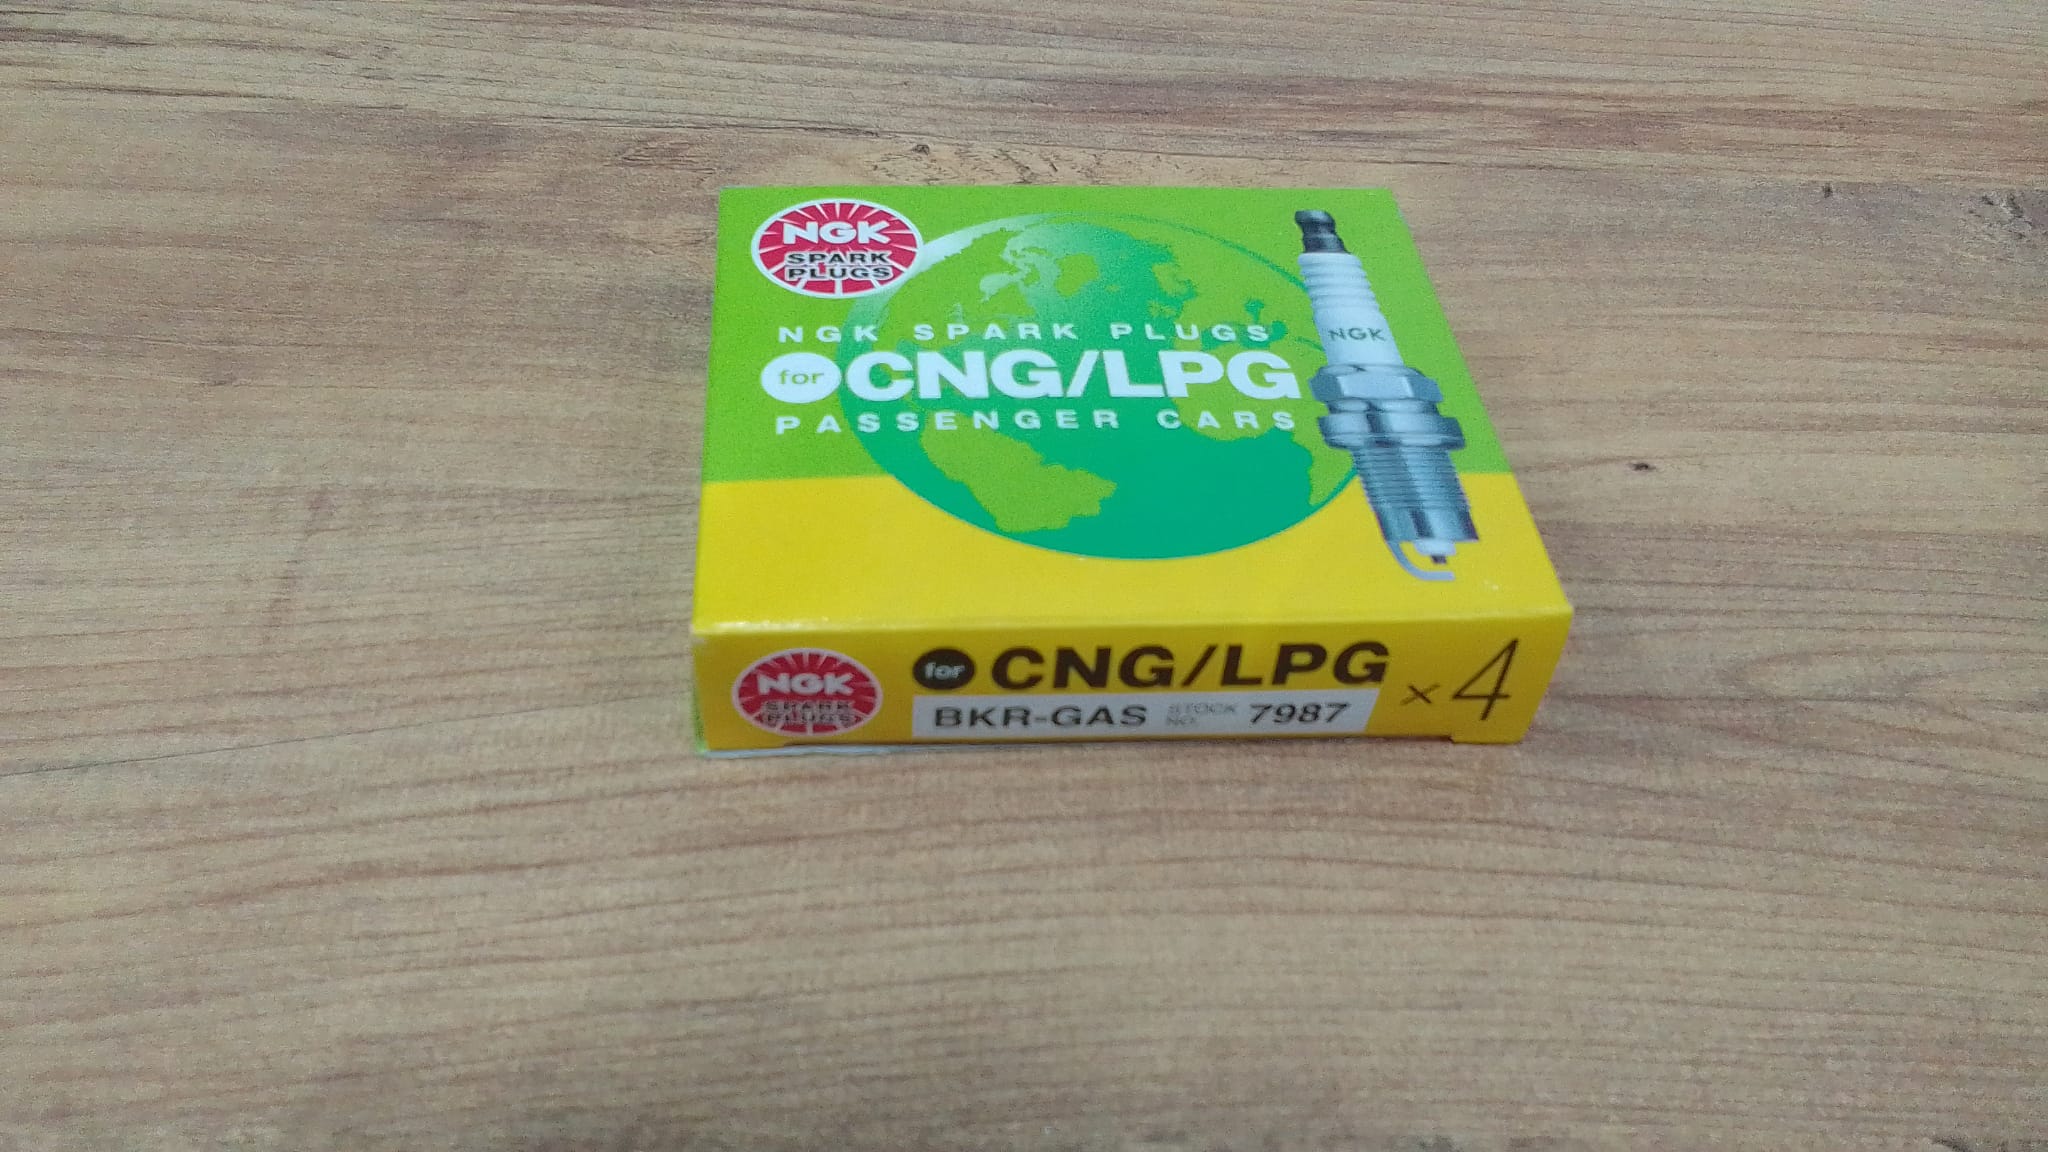 NGK
SPARK
PLUGS
NGK SPARK PLUGS
for CNG/LPG
PASSENGER CARS
NGK
NGK
SPARK
PLUGS
for CNG/LPG
BKR-GAS STOCK NO. 7987
×4